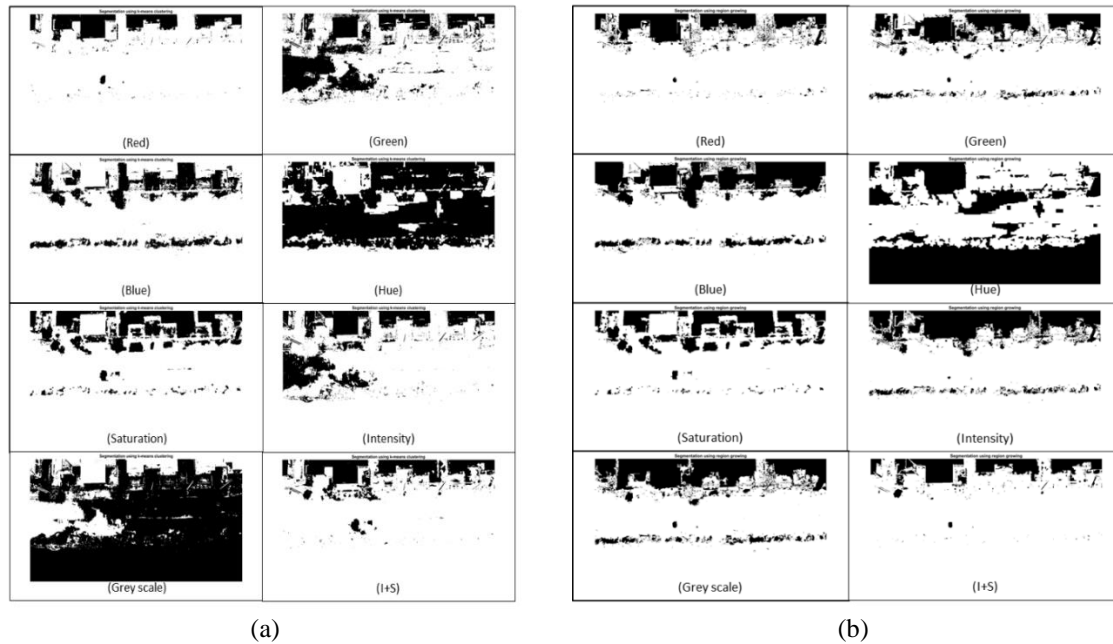 Segmentation using k-means clustering
Segmentation using k-means clustering
(Red)
(Green)
Segmentation using k-means clustering
Segmentation using k-means clustering
(Blue)
(Hue)
Segmentation using k-means clustering
Segmentation using k-means clustering
(Saturation)
(Intensity)
Segmentation using k-means clustering
Segmentation using k-means clustering
(Grey scale)
(I+S)
(a)
Segmentation using region growing
Segmentation using region growing
(Red)
(Green)
Segmentation using region growing
Segmentation using region growing
(Blue)
(Hue)
Segmentation using region growing
Segmentation using region growing
(Saturation)
(Intensity)
Segmentation using region growing
Segmentation using region growing
(Grey scale)
(I+S)
(b)